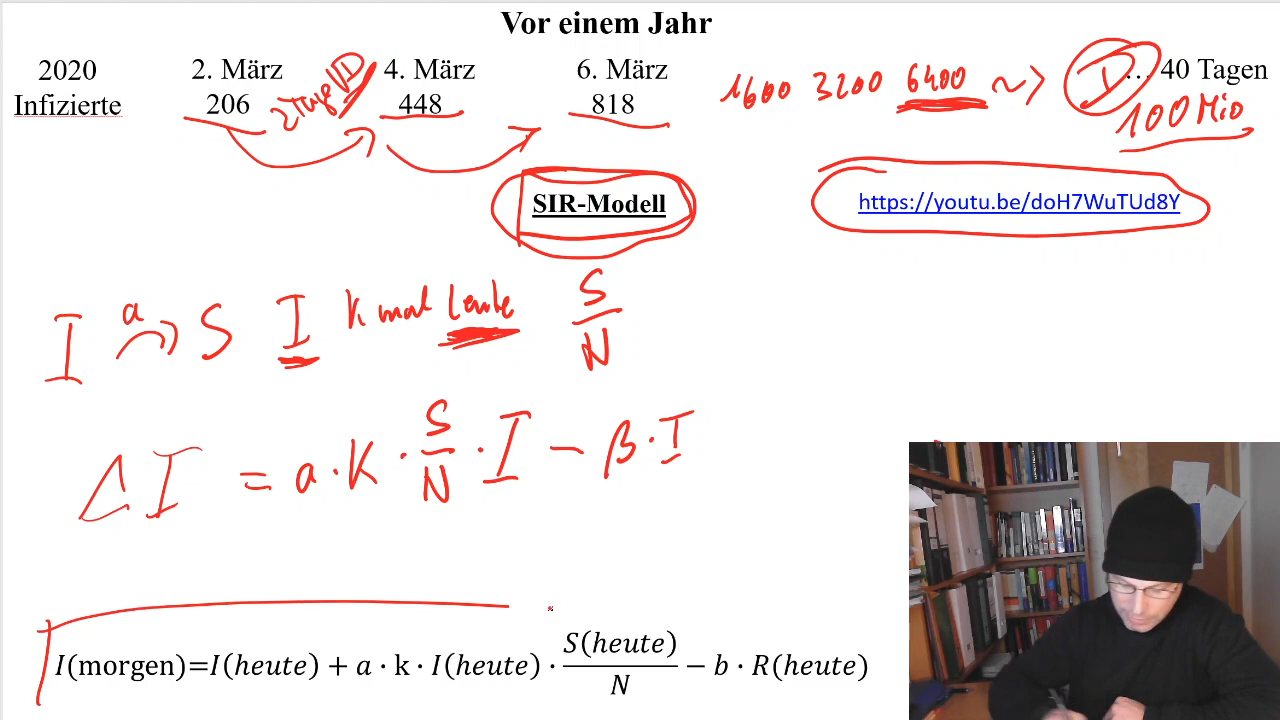 Vor einem Jahr
2020 2. März 4. März 6. März … 40 Tagen
Infizierte 206 448 818
2 Tage VD
1600 3200 6400 ~> D
100 Mio
SIR-Modell
https://youtu.be/doH7WuTUd8Y
I a S I K mal Leute S/N
ΔI = a · K · S/N · I – β · I
I(morgen)=I(heute) + a · k · I(heute) · S(heute)/N − b · R(heute)